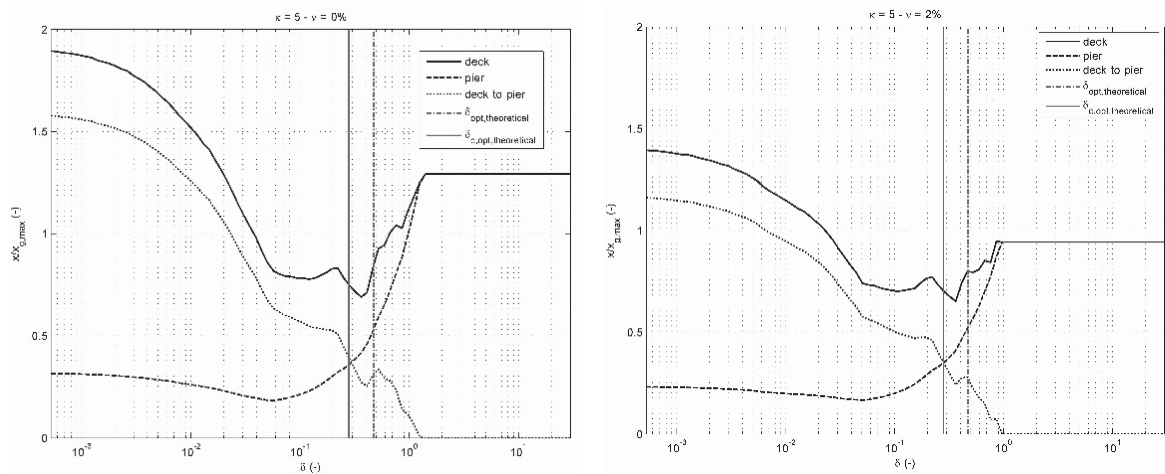 κ = 5 - ν = 0%
x/x_g,max (-)
2
1.5
1
0.5
0
10^-3
10^-2
10^-1
10^0
10^1
δ (-)
deck
pier
deck to pier
δ_opt,theoretical
δ_c,opt,theoretical
κ = 5 - ν = 2%
x/x_g,max (-)
2
1.5
1
0.5
0
10^-3
10^-2
10^-1
10^0
10^1
δ (-)
deck
pier
deck to pier
δ_opt,theoretical
δ_c,opt,theoretical